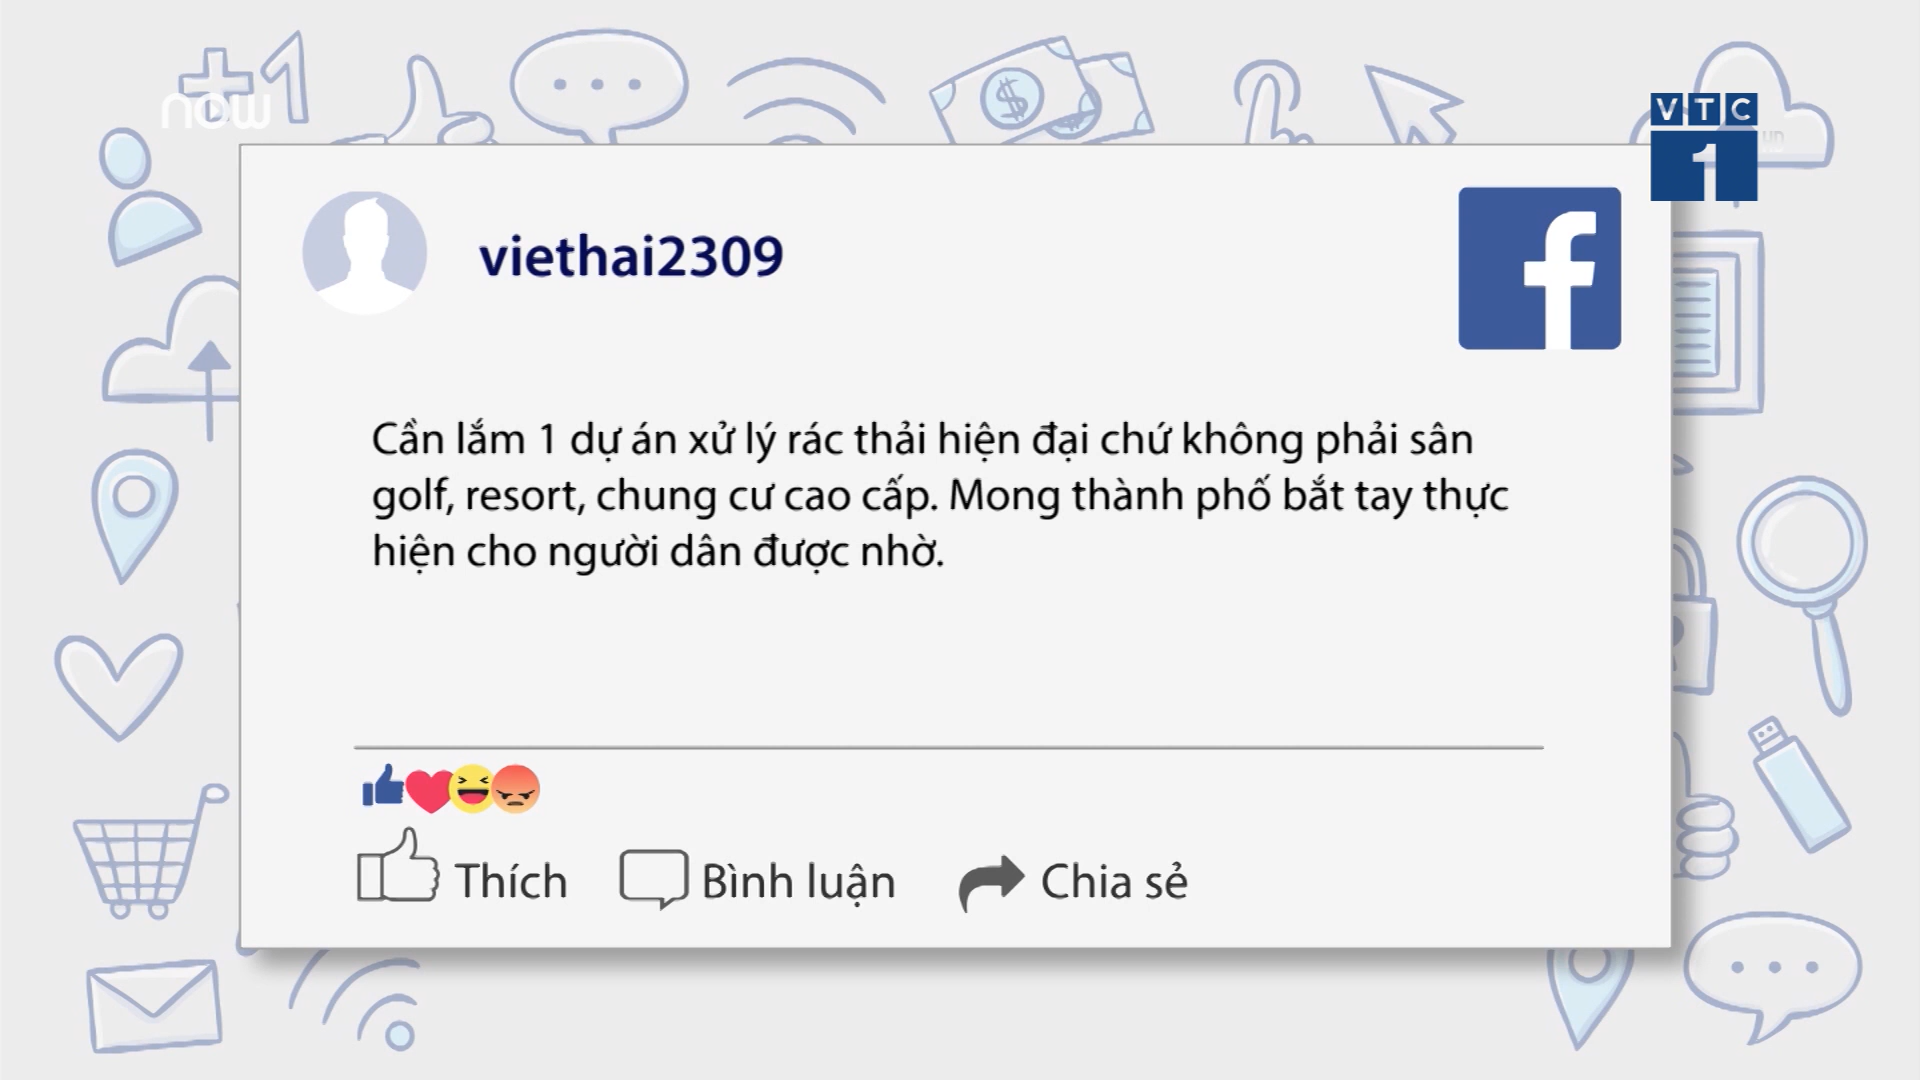 +1
now
VTC
1
HD
viethai2309
Cần lắm 1 dự án xử lý rác thải hiện đại chứ không phải sân
golf, resort, chung cư cao cấp. Mong thành phố bắt tay thực
hiện cho người dân được nhờ.
Thích Bình luận Chia sẻ